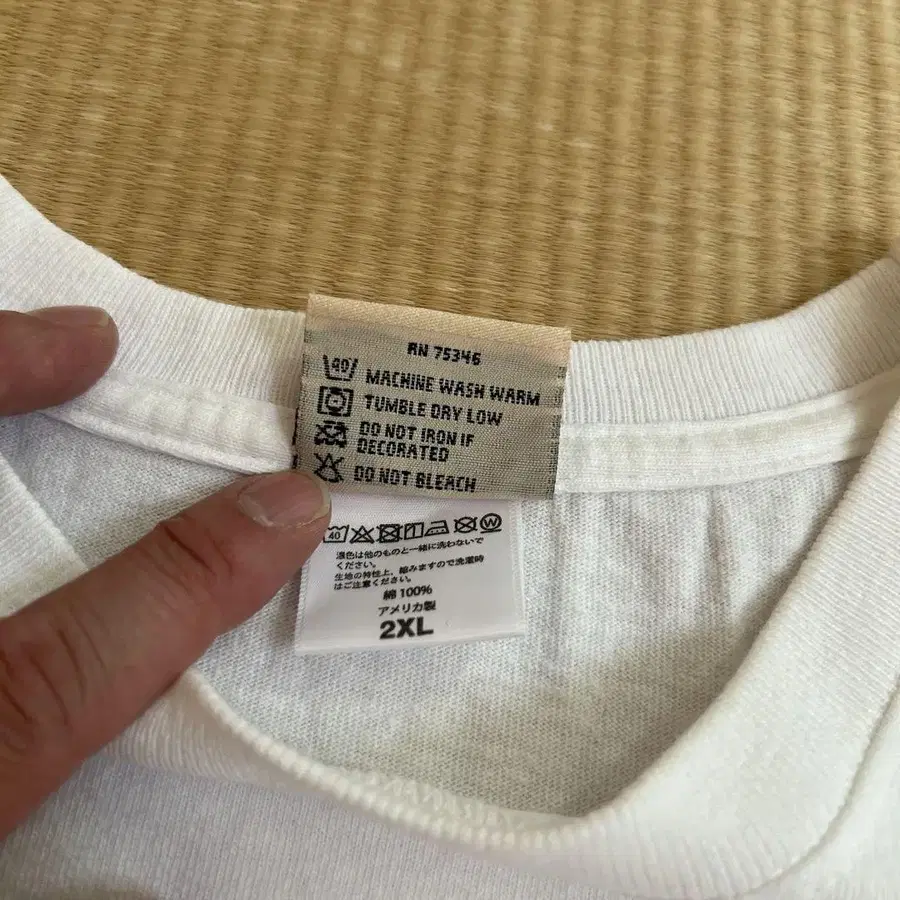 RN 75346
40
MACHINE WASH WARM
TUMBLE DRY LOW
DO NOT IRON IF
DECORATED
DO NOT BLEACH
40 W
混色は他のものと一緒に洗わないで
ください。
生地の特性上、縮みますので洗濯時
はご注意ください。
綿 100%
アメリカ製
2XL